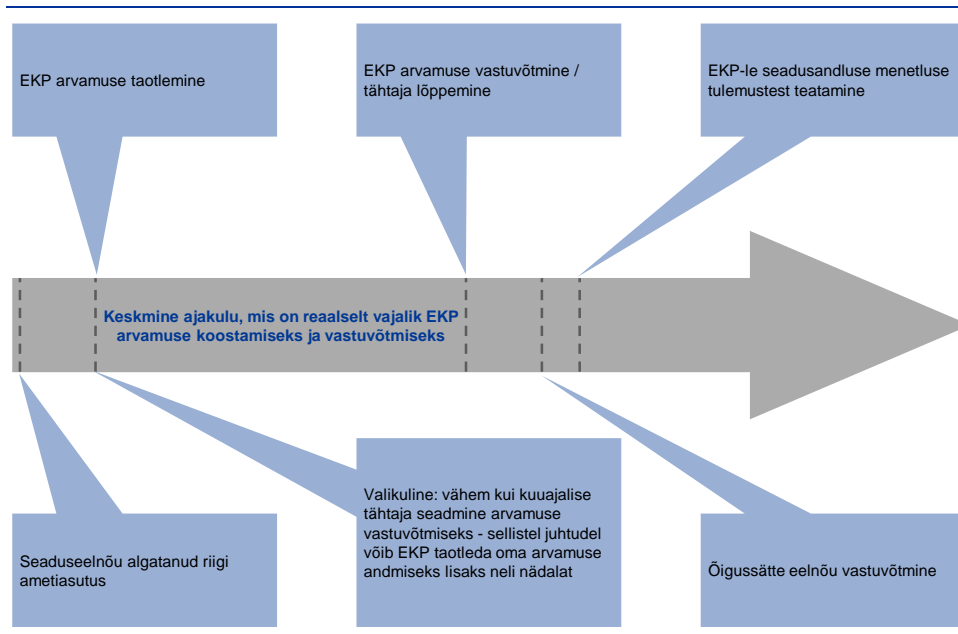 EKP arvamuse taotlemine
EKP arvamuse vastuvõtmine /
tähtaja lõppemine
EKP-le seadusandluse menetluse
tulemustest teatamine
Keskmine ajakulu, mis on reaalselt vajalik EKP
arvamuse koostamiseks ja vastuvõtmiseks
Seaduseelnõu algatanud riigi
ametiasutus
Valikuline: vähem kui kuuajalise
tähtaja seadmine arvamuse
vastuvõtmiseks - sellistel juhtudel
võib EKP taotleda oma arvamuse
andmiseks lisaks neli nädalat
Õigussätte eelnõu vastuvõtmine